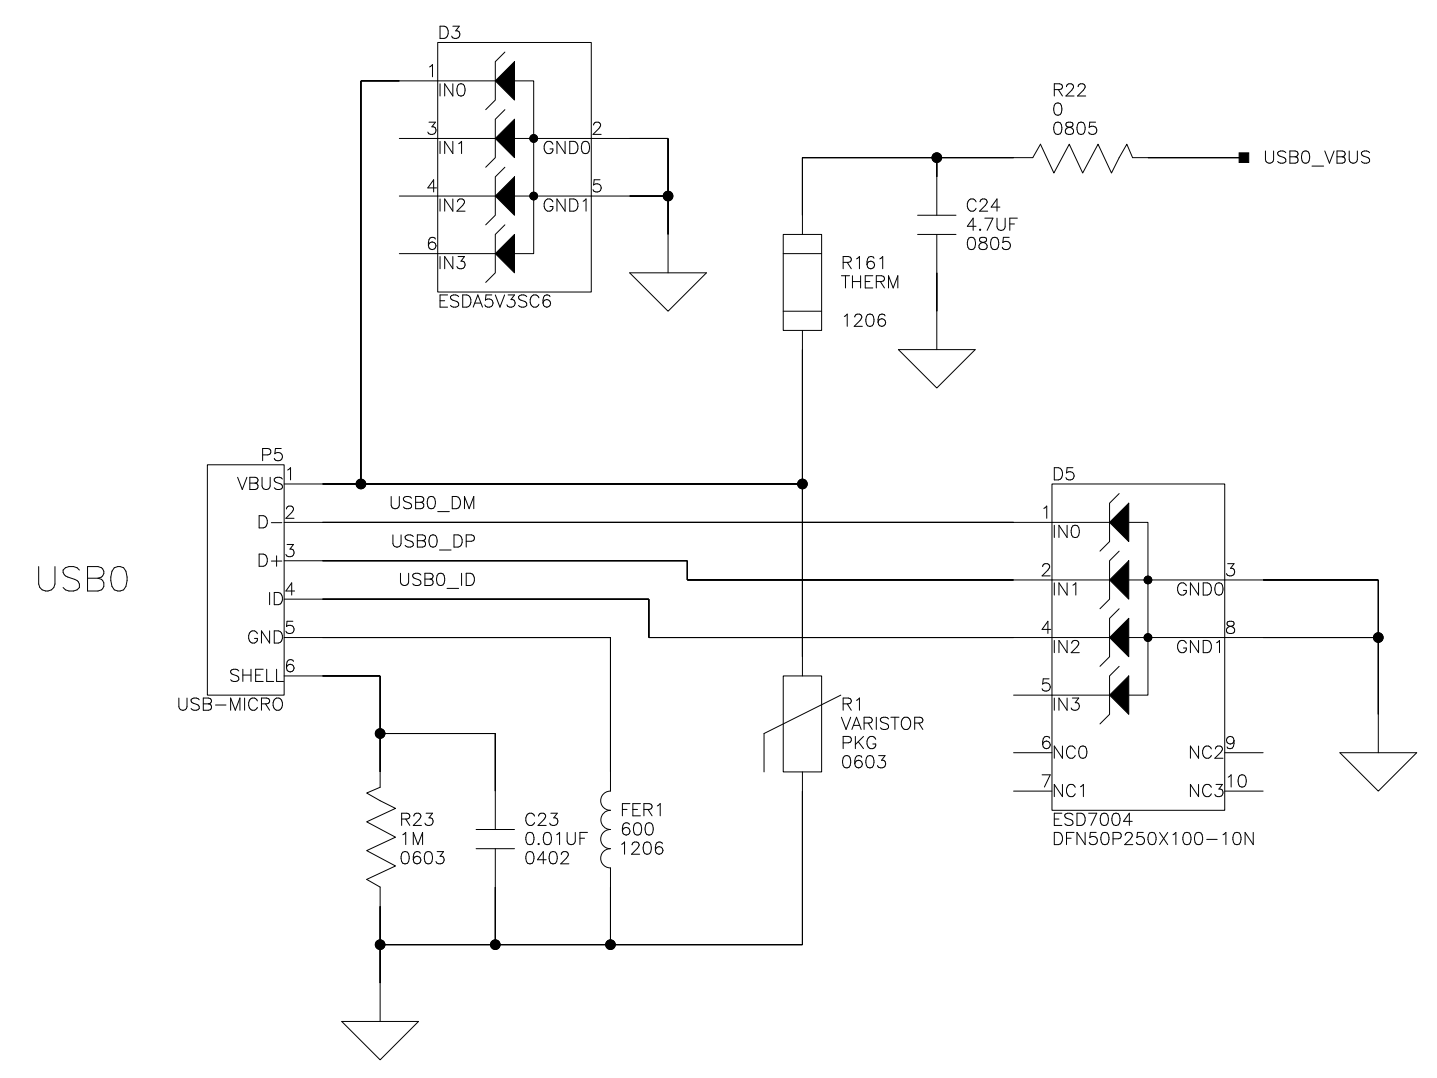 D3
1
IN0
3
IN1
4
IN2
6
IN3
2
GND0
5
GND1
ESDA5V3SC6
R22
0
0805
USB0_VBUS
C24
4.7UF
0805
R161
THERM
1206
USB0
P5
VBUS 1
D- 2
D+ 3
ID 4
GND 5
SHELL 6
USB-MICRO
USB0_DM
USB0_DP
USB0_ID
D5
1
IN0
2
IN1
4
IN2
5
IN3
6
NC0
7
NC1
3
GND0
8
GND1
9
NC2
10
NC3
ESD7004
DFN50P250X100-10N
R1
VARISTOR
PKG
0603
R23
1M
0603
C23
0.01UF
0402
FER1
600
1206